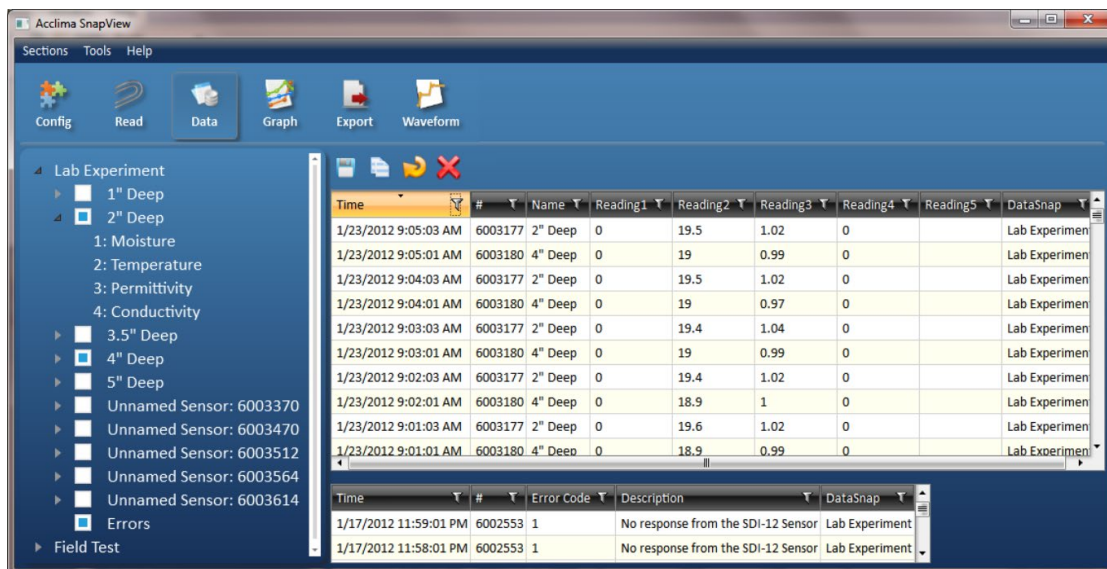 Acclima SnapView
Sections Tools Help
Config Read Data Graph Export Waveform
Lab Experiment
1" Deep
2" Deep
1: Moisture
2: Temperature
3: Permittivity
4: Conductivity
3.5" Deep
4" Deep
5" Deep
Unnamed Sensor: 6003370
Unnamed Sensor: 6003470
Unnamed Sensor: 6003512
Unnamed Sensor: 6003564
Unnamed Sensor: 6003614
Errors
Field Test
Time # Name Reading1 Reading2 Reading3 Reading4 Reading5 DataSnap
1/23/2012 9:05:03 AM 6003177 2" Deep 0 19.5 1.02 0 Lab Experimen
1/23/2012 9:05:01 AM 6003180 4" Deep 0 19 0.99 0 Lab Experimen
1/23/2012 9:04:03 AM 6003177 2" Deep 0 19.5 1.02 0 Lab Experimen
1/23/2012 9:04:01 AM 6003180 4" Deep 0 19 0.97 0 Lab Experimen
1/23/2012 9:03:03 AM 6003177 2" Deep 0 19.4 1.04 0 Lab Experimen
1/23/2012 9:03:01 AM 6003180 4" Deep 0 19 0.99 0 Lab Experimen
1/23/2012 9:02:03 AM 6003177 2" Deep 0 19.4 1.02 0 Lab Experimen
1/23/2012 9:02:01 AM 6003180 4" Deep 0 18.9 1 0 Lab Experimen
1/23/2012 9:01:03 AM 6003177 2" Deep 0 19.6 1.02 0 Lab Experimen
1/23/2012 9:01:01 AM 6003180 4" Deep 0 18.9 0.99 0 Lab Experimen
Time # Error Code Description DataSnap
1/17/2012 11:59:01 PM 6002553 1 No response from the SDI-12 Sensor Lab Experiment
1/17/2012 11:58:01 PM 6002553 1 No response from the SDI-12 Sensor Lab Experiment